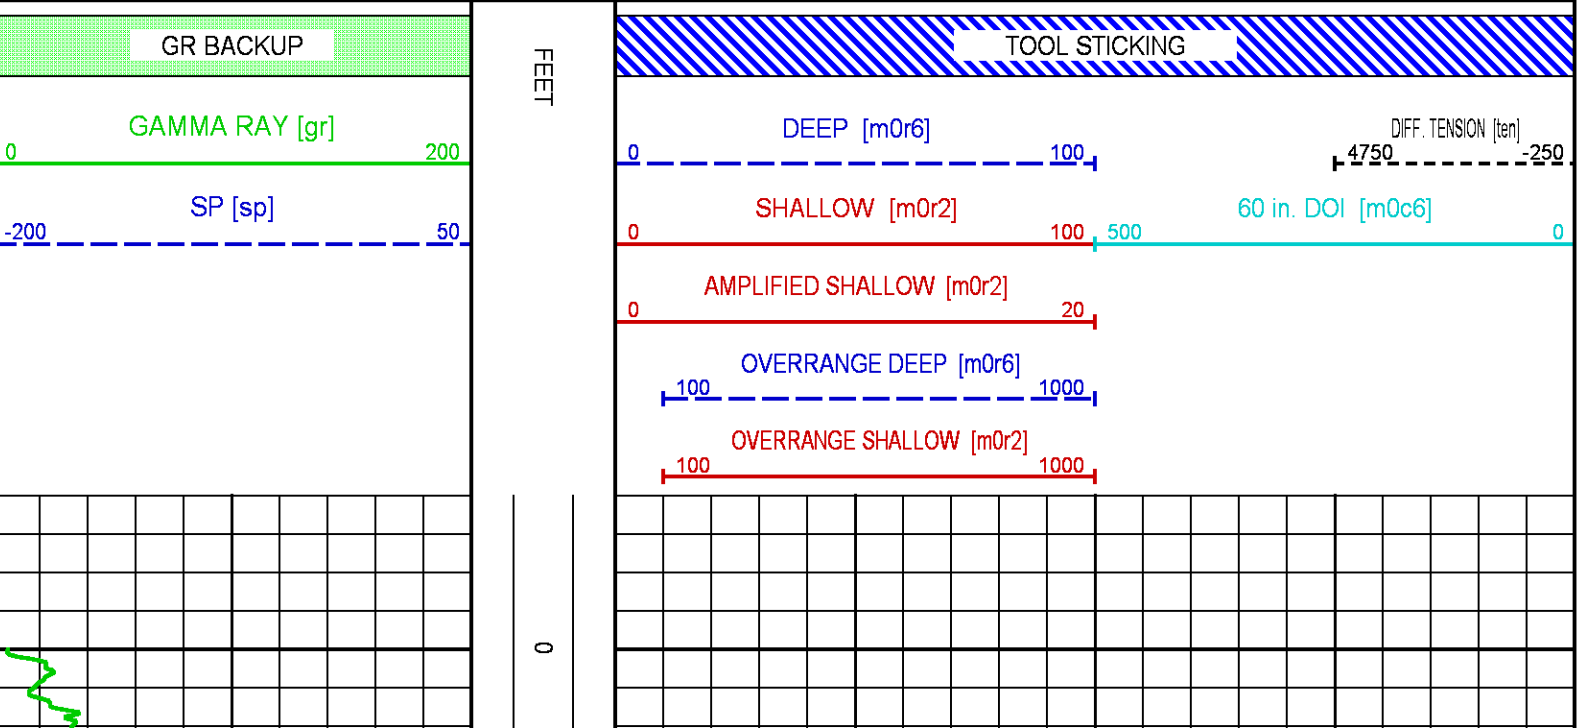 GR BACKUP
FEET
TOOL STICKING
GAMMA RAY [gr]
0 200
SP [sp]
-200 50
DEEP [m0r6]
0 100
DIFF. TENSION [ten]
4750 -250
SHALLOW [m0r2]
0 100
60 in. DOI [m0c6]
500 0
AMPLIFIED SHALLOW [m0r2]
0 20
OVERRANGE DEEP [m0r6]
100 1000
OVERRANGE SHALLOW [m0r2]
100 1000
0